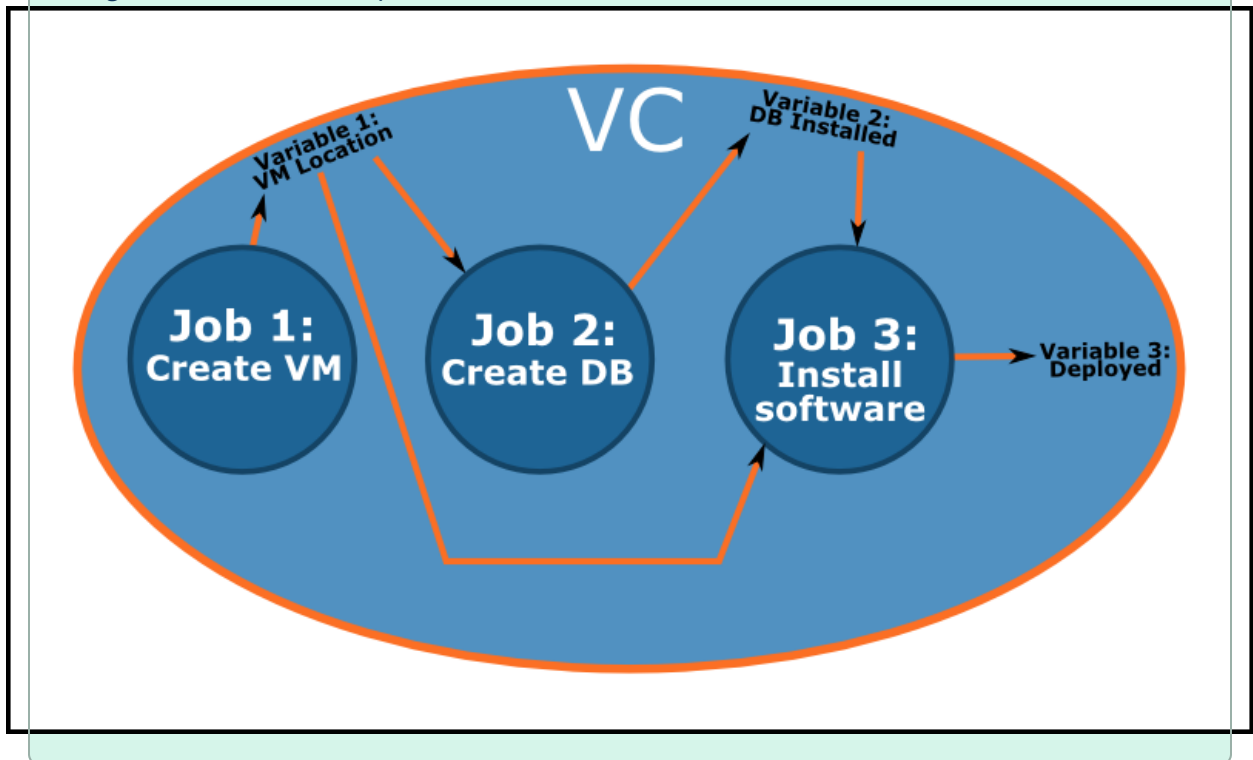 VC
Variable 1:
VM Location
Variable 2:
DB Installed
Job 1:
Create VM
Job 2:
Create DB
Job 3:
Install
software
Variable 3:
Deployed